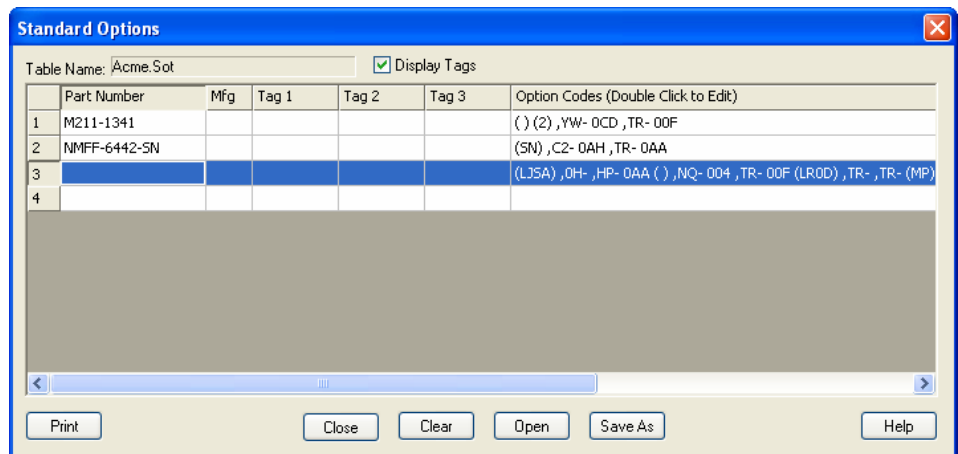 Standard Options
Table Name: Acme.Sot Display Tags
Part Number Mfg Tag 1 Tag 2 Tag 3 Option Codes (Double Click to Edit)
1 M211-1341 ( ) (2) ,YW- 0CD ,TR- 00F
2 NMFF-6442-SN (SN) ,C2- 0AH ,TR- 0AA
3 (LJSA) ,0H- ,HP- 0AA ( ) ,NQ- 004 ,TR- 00F (LR0D) ,TR- ,TR- (MP)
4
Print Close Clear Open Save As Help